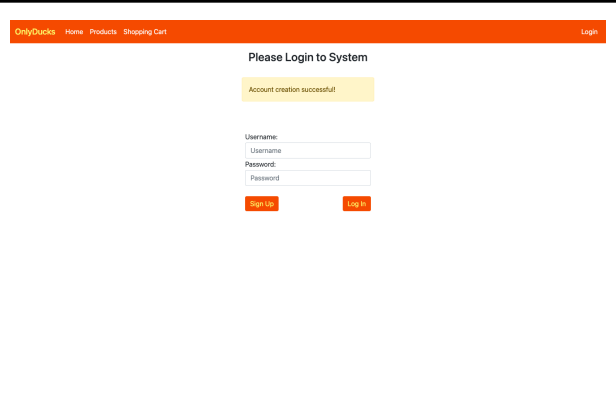 OnlyDucks Home Products Shopping Cart Login
Please Login to System
Account creation successful!
Username:
Username
Password:
Password
Sign Up Log In